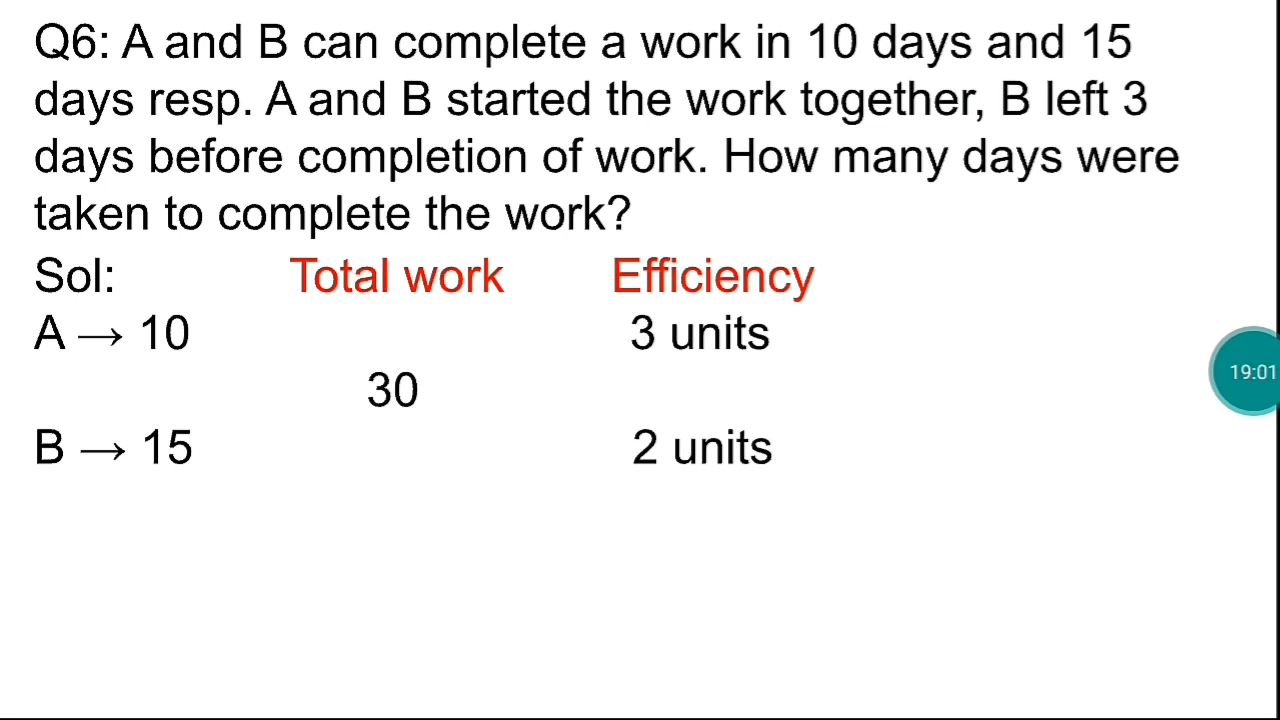 Q6: A and B can complete a work in 10 days and 15
days resp. A and B started the work together, B left 3
days before completion of work. How many days were
taken to complete the work?
Sol: Total work Efficiency
A → 10 3 units
30
19:01
B → 15 2 units